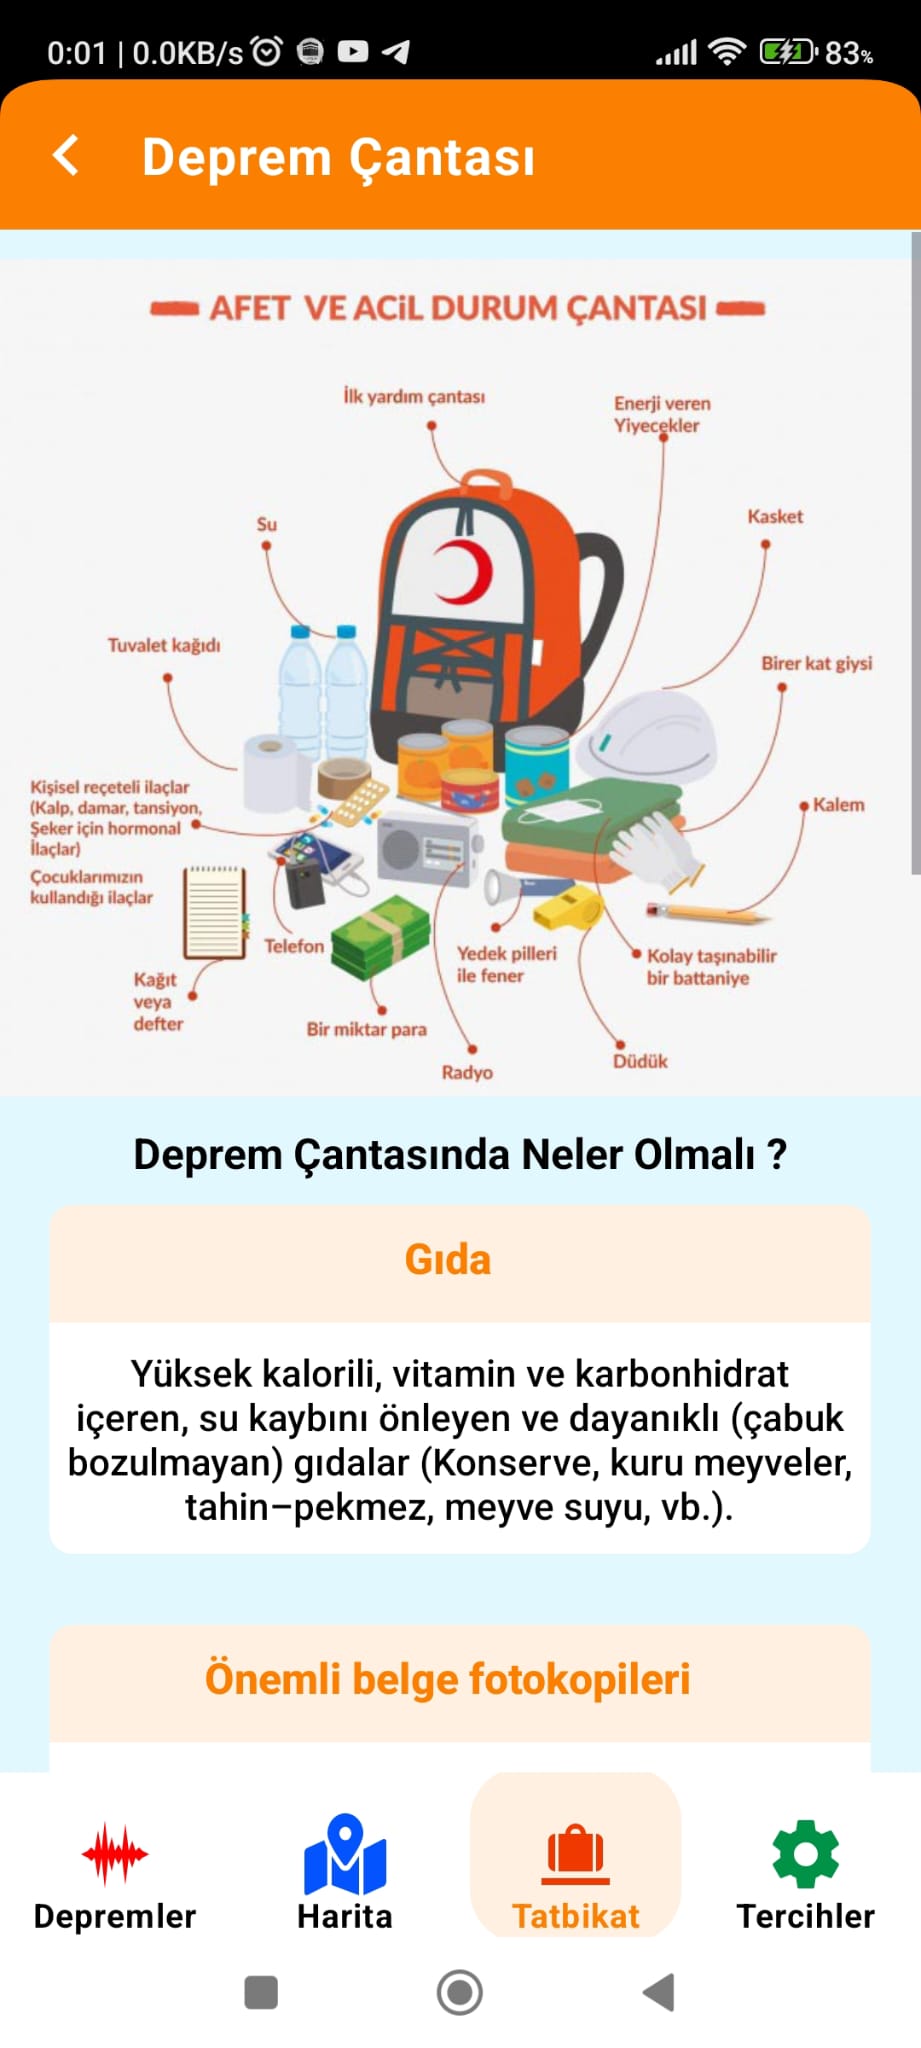 0:01 | 0.0KB/s
83%
Deprem Çantası
AFET VE ACİL DURUM ÇANTASI
İlk yardım çantası
Enerji veren
Yiyecekler
Su
Kasket
Tuvalet kağıdı
Birer kat giysi
Kişisel reçeteli ilaçlar
(Kalp, damar, tansiyon,
Şeker için hormonal
İlaçlar)
Kalem
Çocuklarımızın
kullandığı ilaçlar
Telefon
Yedek pilleri
ile fener
Kolay taşınabilir
bir battaniye
Kağıt
veya
defter
Bir miktar para
Radyo
Düdük
Deprem Çantasında Neler Olmalı ?
Gıda
Yüksek kalorili, vitamin ve karbonhidrat
içeren, su kaybını önleyen ve dayanıklı (çabuk
bozulmayan) gıdalar (Konserve, kuru meyveler,
tahin–pekmez, meyve suyu, vb.).
Önemli belge fotokopileri
Depremler
Harita
Tatbikat
Tercihler